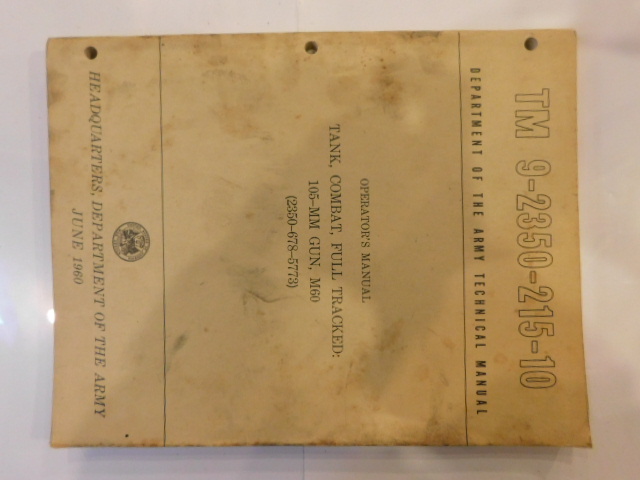 TM 9-2350-215-10
DEPARTMENT OF THE ARMY TECHNICAL MANUAL
OPERATOR'S MANUAL
TANK, COMBAT, FULL TRACKED:
105-MM GUN, M60
(2350-678-5773)
HEADQUARTERS, DEPARTMENT OF THE ARMY
JUNE 1960